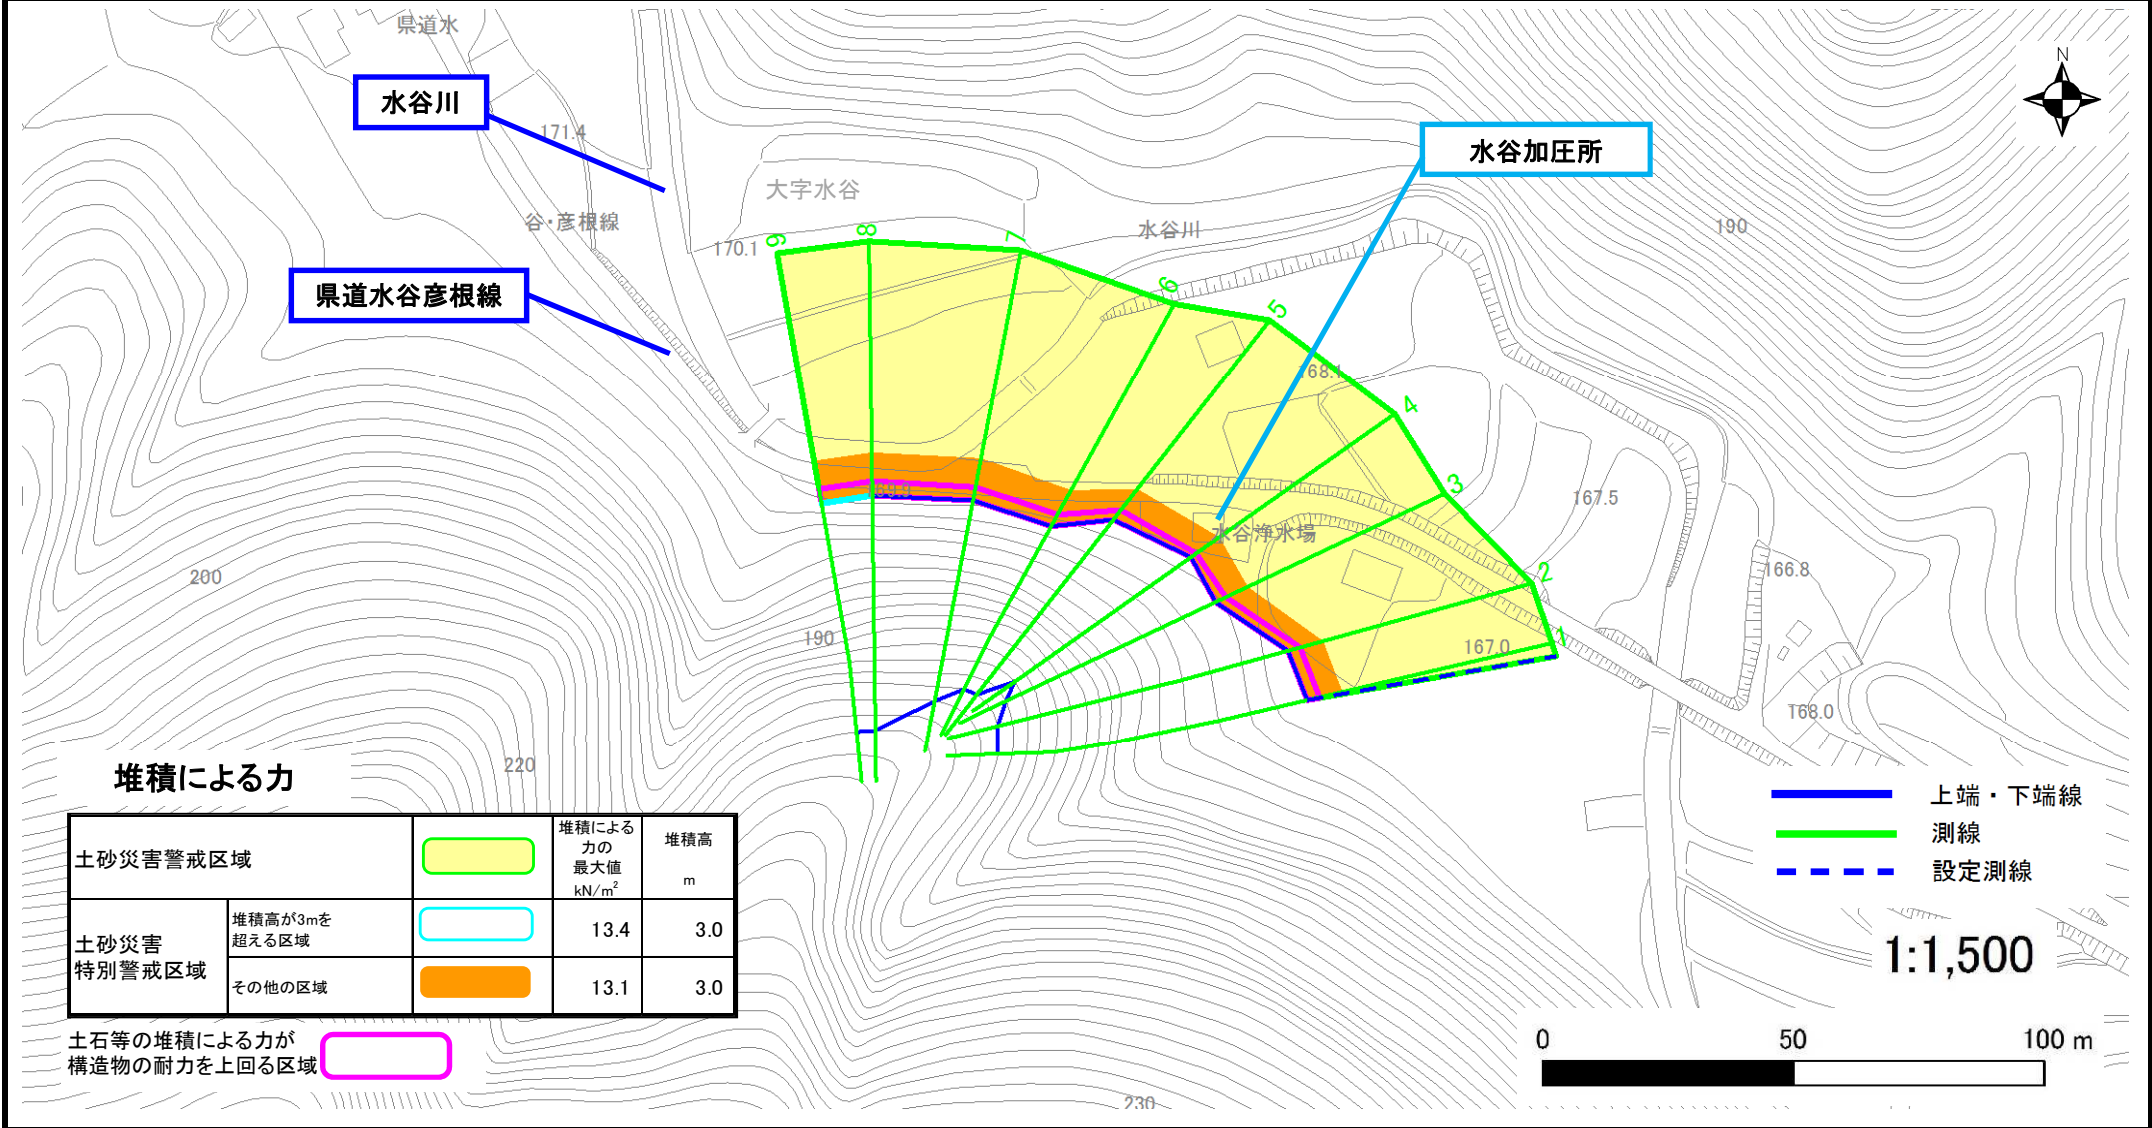 県道水
N
水谷川
171.4
水谷加圧所
大字水谷
谷・彦根線
水谷川
190
170.1
9
8
7
6
5
県道水谷彦根線
168.1
4
3
167.5
水谷浄水場
2
166.8
200
190
1
167.0
168.0
220
堆積による力
上端・下端線
測線
設定測線
土砂災害警戒区域
堆積による
力の
最大値
kN/m²
堆積高
m
土砂災害
特別警戒区域
堆積高が3mを
超える区域
13.4
3.0
その他の区域
13.1
3.0
1:1,500
土石等の堆積による力が
構造物の耐力を上回る区域
0 50 100 m
230